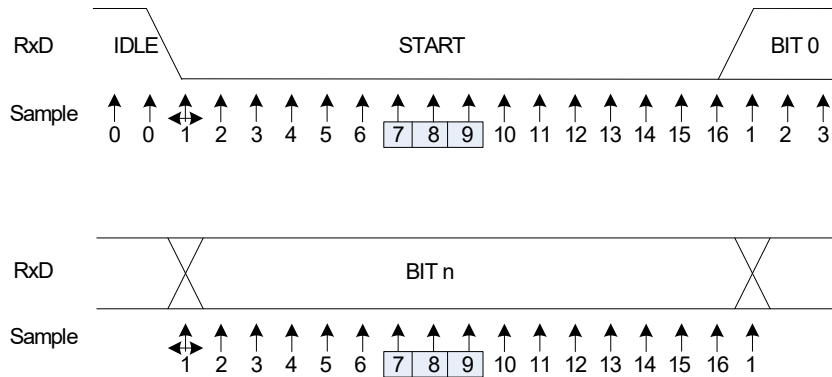 RxD IDLE START BIT 0
Sample
0 0 1 2 3 4 5 6 7 8 9 10 11 12 13 14 15 16 1 2 3
RxD BIT n
Sample
1 2 3 4 5 6 7 8 9 10 11 12 13 14 15 16 1